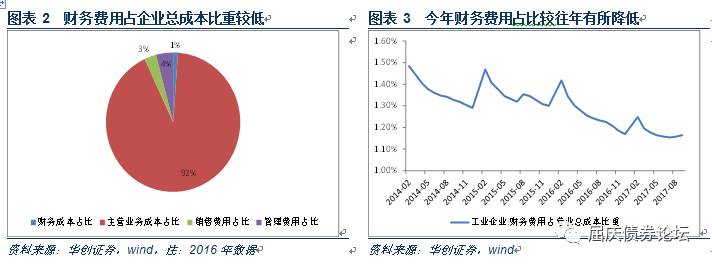 图表 2 财务费用占企业总成本比重较低
1%
3%
4%
92%
财务成本占比 主营业务成本占比 销售费用占比 管理费用占比
资料来源：华创证券，wind，注：2016 年数据
图表 3 今年财务费用占比较往年有所降低
1.60%
1.50%
1.40%
1.30%
1.20%
1.10%
1.00%
2014-02 2014-05 2014-08 2014-11 2015-02 2015-05 2015-08 2015-11 2016-02 2016-05 2016-08 2016-11 2017-02 2017-05 2017-08
工业企业:财务费用占企业总成本比重
资料来源：华创证券，wind
屈庆债券论坛